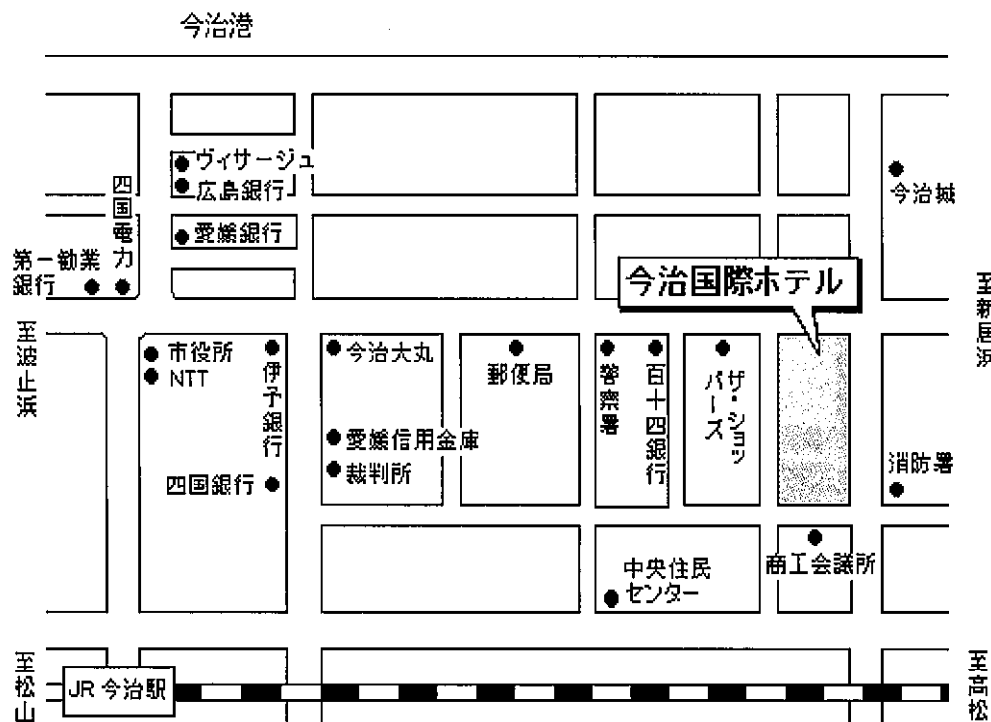 今治港
ヴィサージュ
広島銀行
四国電力
今治城
愛媛銀行
第一勧業
銀行
今治国際ホテル
至新居浜
至波止浜
市役所
NTT
伊予銀行
今治大丸
郵便局
警察署
百十四銀行
ザ・ショッ
パーズ
愛媛信用金庫
裁判所
四国銀行
消防署
商工会議所
中央住民
センター
至松山
JR 今治駅
至高松